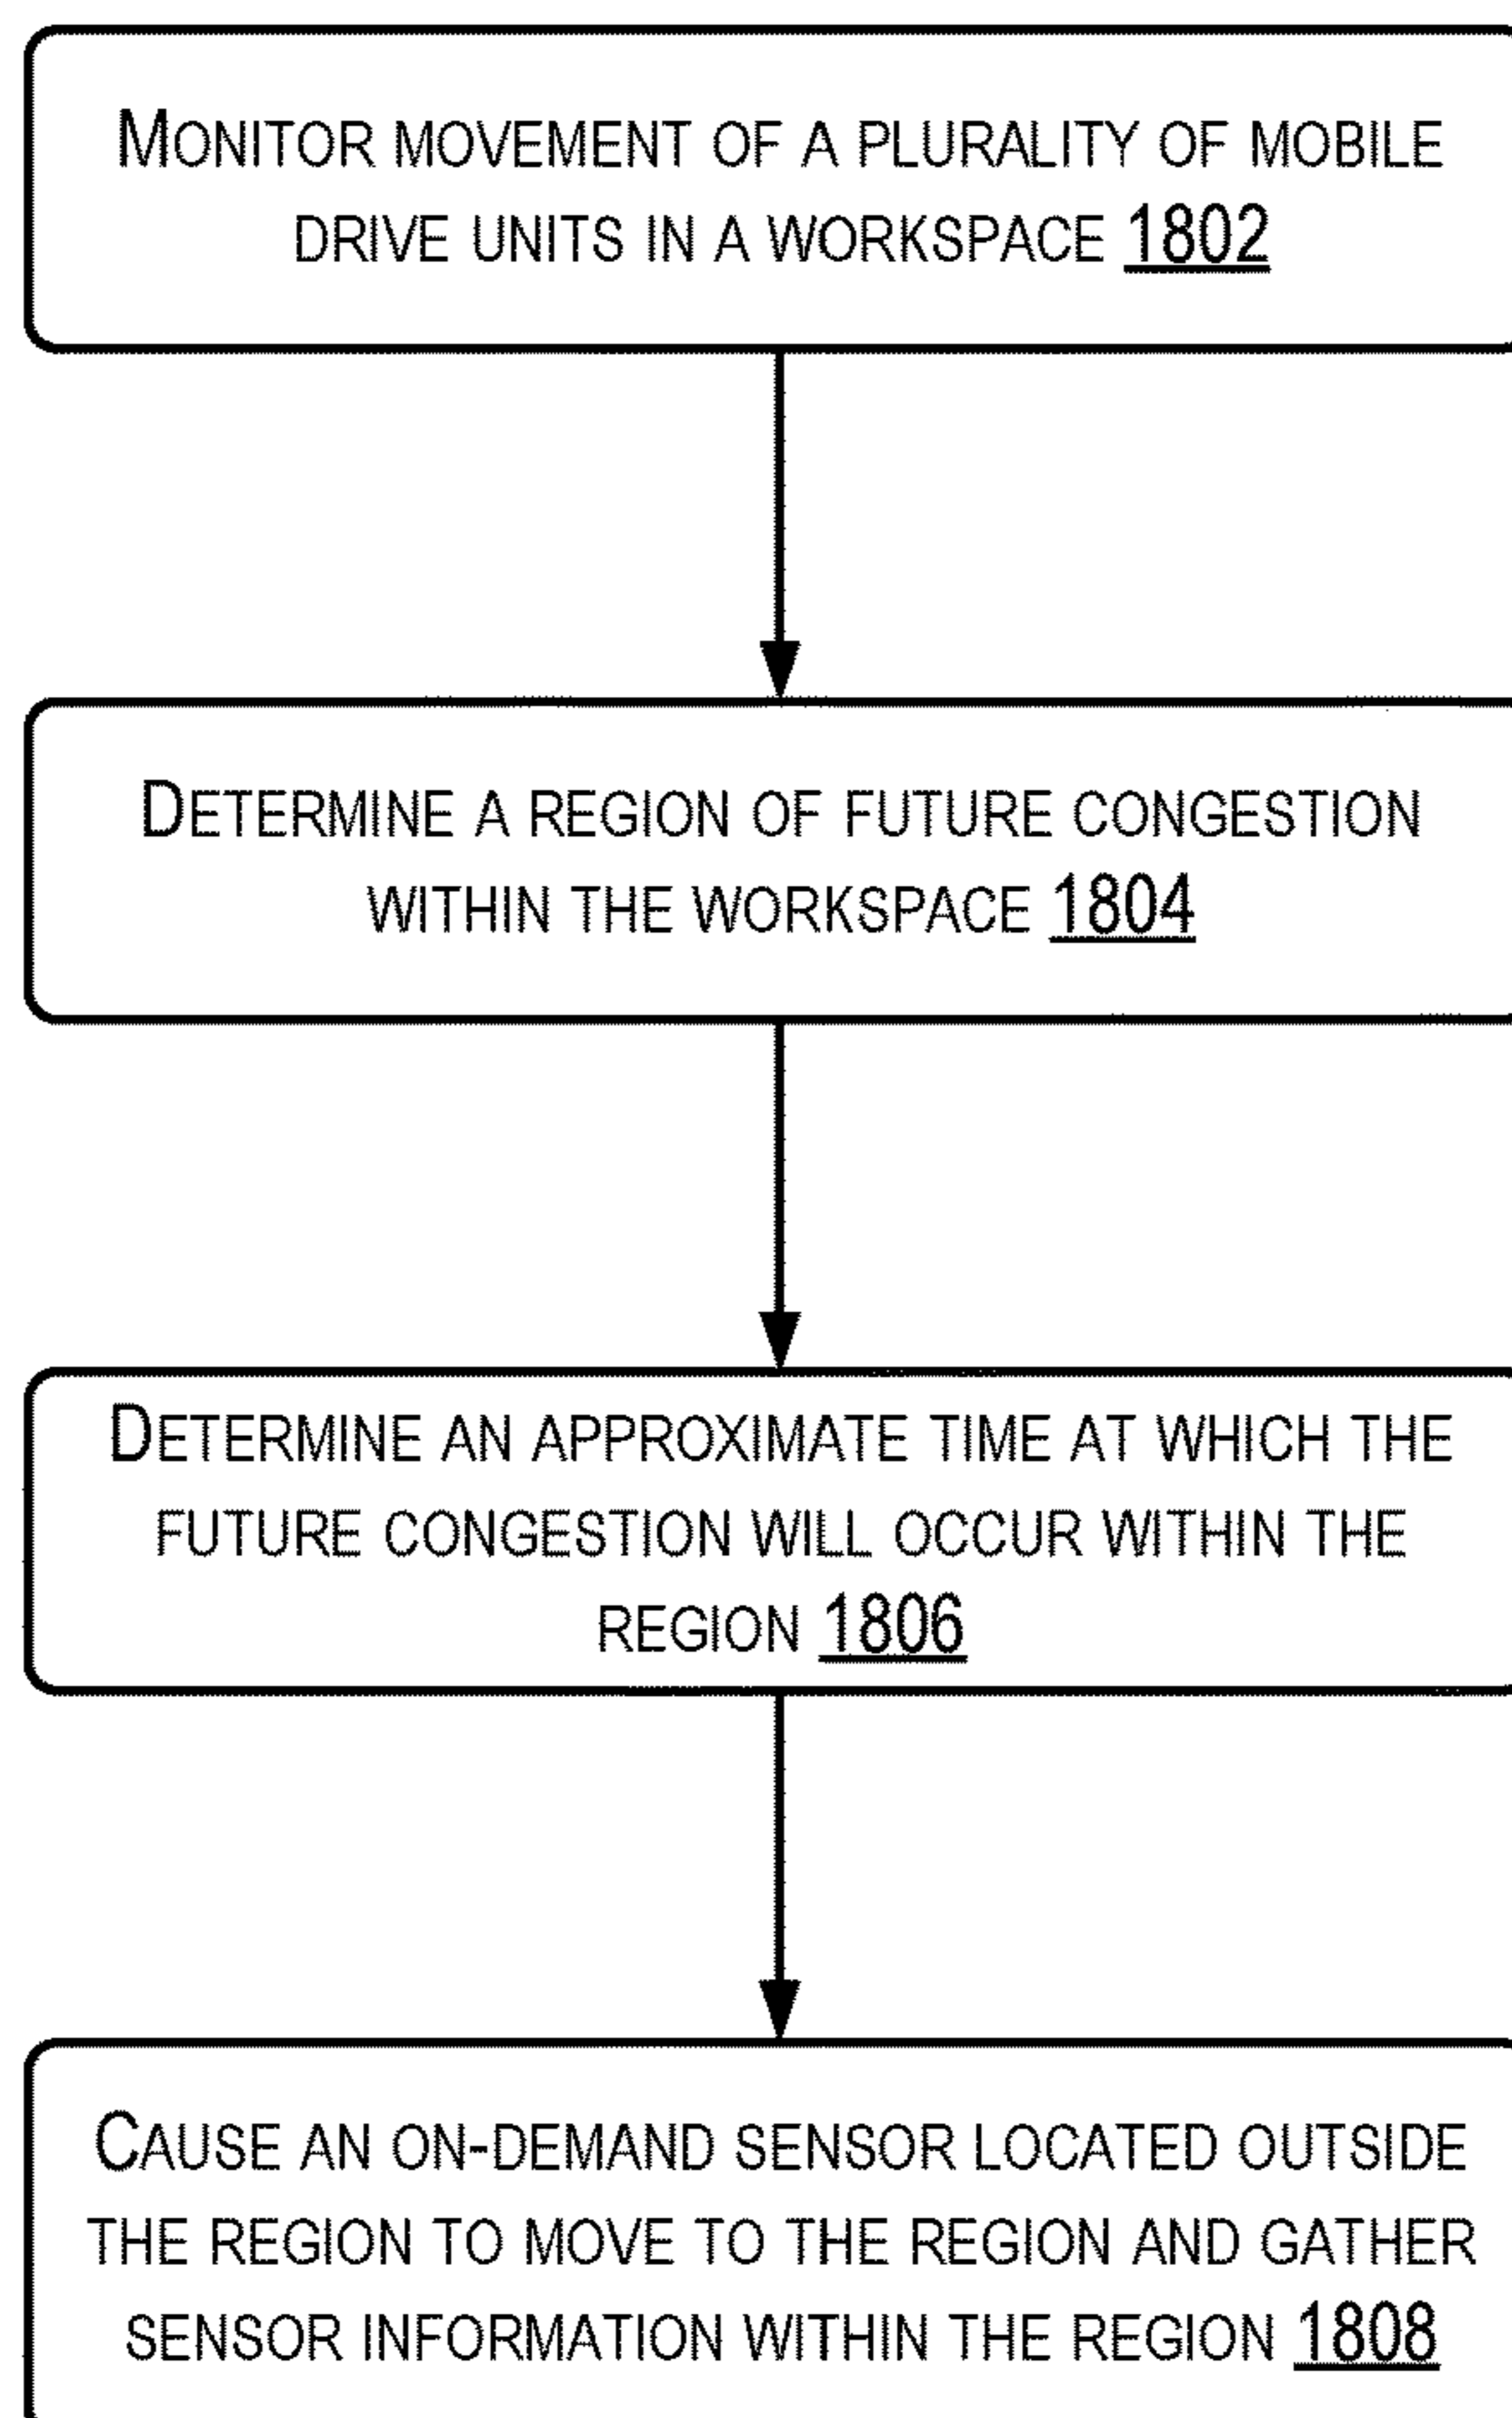 MONITOR MOVEMENT OF A PLURALITY OF MOBILE
DRIVE UNITS IN A WORKSPACE 1802
DETERMINE A REGION OF FUTURE CONGESTION
WITHIN THE WORKSPACE 1804
DETERMINE AN APPROXIMATE TIME AT WHICH THE
FUTURE CONGESTION WILL OCCUR WITHIN THE
REGION 1806
CAUSE AN ON-DEMAND SENSOR LOCATED OUTSIDE
THE REGION TO MOVE TO THE REGION AND GATHER
SENSOR INFORMATION WITHIN THE REGION 1808